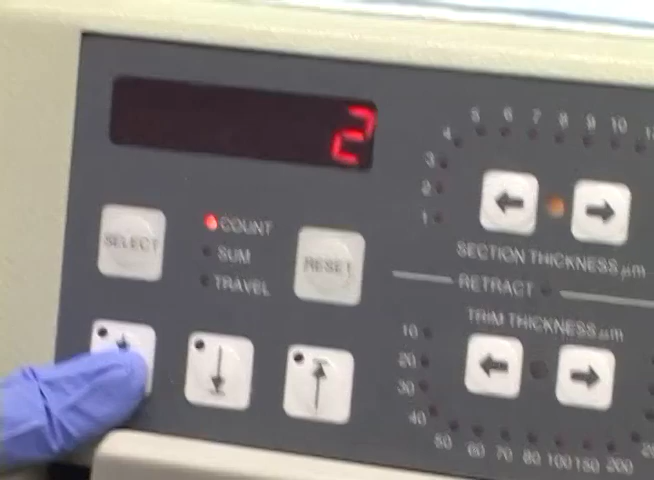 2
5 6 7 8 9 10
4
3
2
1
SELECT
COUNT
SUM
TRAVEL
RESET
SECTION THICKNESS µm
RETRACT
TRIM THICKNESS µm
10
20
30
40
50 60 70 80 100 150 200